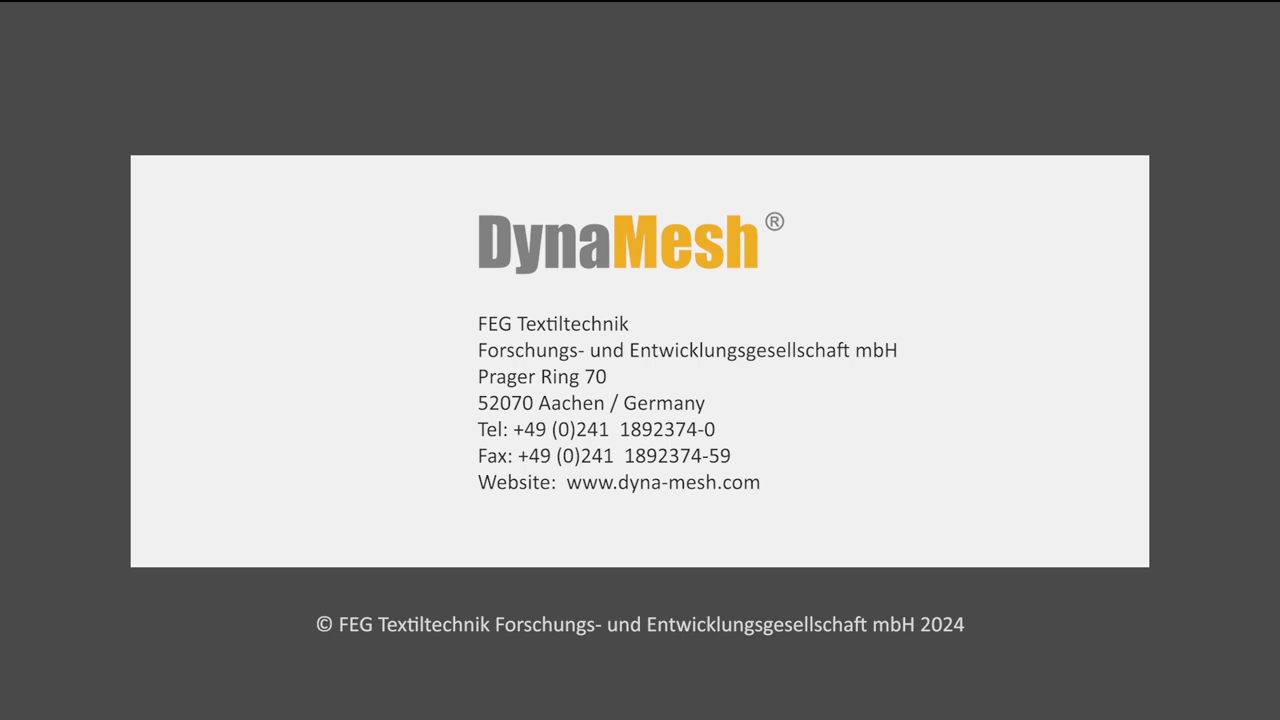 DynaMesh®
FEG Textiltechnik
Forschungs- und Entwicklungsgesellschaft mbH
Prager Ring 70
52070 Aachen / Germany
Tel: +49 (0)241  1892374-0
Fax: +49 (0)241  1892374-59
Website:  www.dyna-mesh.com
© FEG Textiltechnik Forschungs- und Entwicklungsgesellschaft mbH 2024